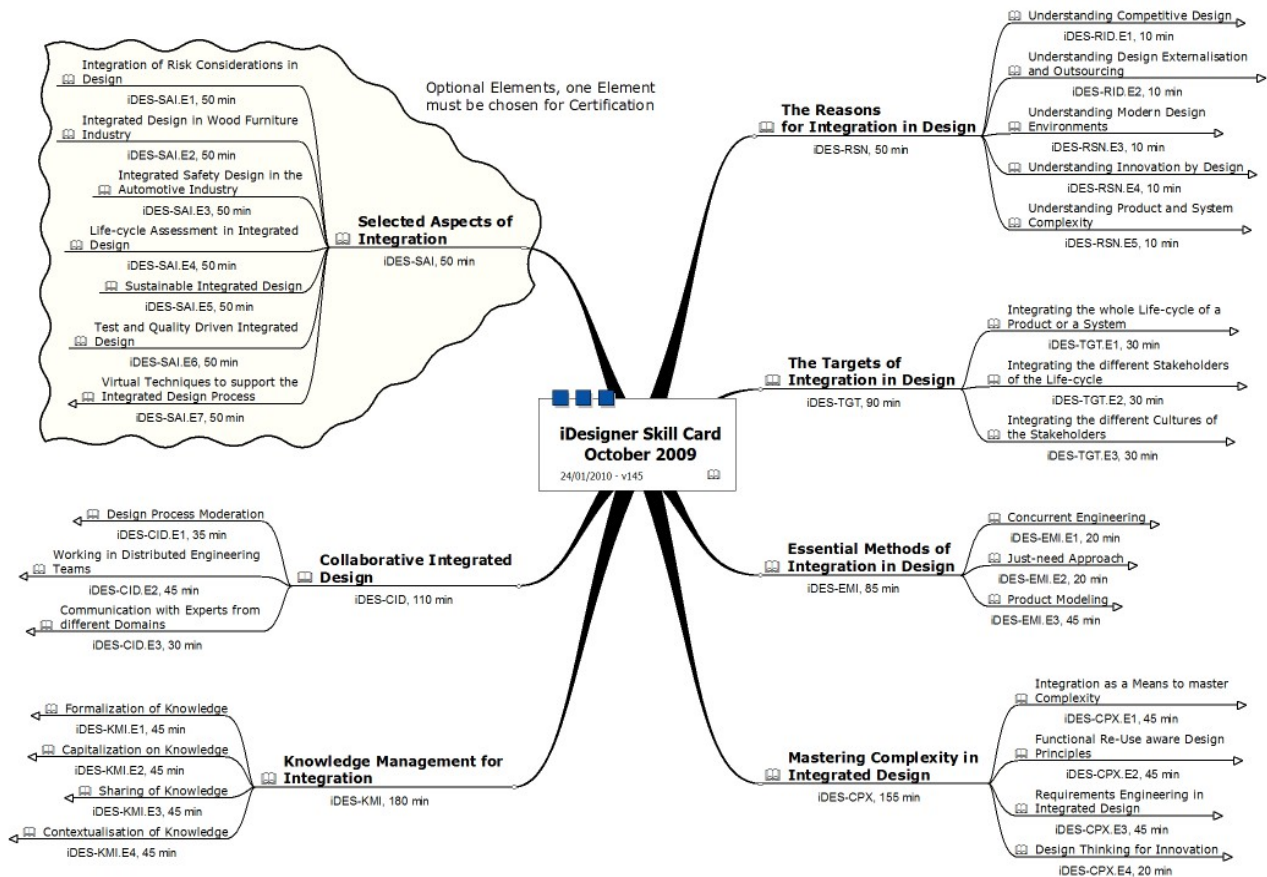 Integration of Risk Considerations in
Design
iDES-SAI.E1, 50 min
Integrated Design in Wood Furniture
Industry
iDES-SAI.E2, 50 min
Integrated Safety Design in the
Automotive Industry
iDES-SAI.E3, 50 min
Life-cycle Assessment in Integrated
Design
iDES-SAI.E4, 50 min
Sustainable Integrated Design
iDES-SAI.E5, 50 min
Test and Quality Driven Integrated
Design
iDES-SAI.E6, 50 min
Virtual Techniques to support the
Integrated Design Process
iDES-SAI.E7, 50 min
Selected Aspects of
Integration
iDES-SAI, 50 min
Optional Elements, one Element
must be chosen for Certification
The Reasons
for Integration in Design
iDES-RSN, 50 min
Understanding Competitive Design
iDES-RID.E1, 10 min
Understanding Design Externalisation
and Outsourcing
iDES-RID.E2, 10 min
Understanding Modern Design
Environments
iDES-RSN.E3, 10 min
Understanding Innovation by Design
iDES-RSN.E4, 10 min
Understanding Product and System
Complexity
iDES-RSN.E5, 10 min
The Targets of
Integration in Design
iDES-TGT, 90 min
Integrating the whole Life-cycle of a
Product or a System
iDES-TGT.E1, 30 min
Integrating the different Stakeholders
of the Life-cycle
iDES-TGT.E2, 30 min
Integrating the different Cultures of
the Stakeholders
iDES-TGT.E3, 30 min
iDesigner Skill Card
October 2009
24/01/2010 - v145
Design Process Moderation
iDES-CID.E1, 35 min
Working in Distributed Engineering
Teams
iDES-CID.E2, 45 min
Communication with Experts from
different Domains
iDES-CID.E3, 30 min
Collaborative Integrated
Design
iDES-CID, 110 min
Essential Methods of
Integration in Design
iDES-EMI, 85 min
Concurrent Engineering
iDES-EMI.E1, 20 min
Just-need Approach
iDES-EMI.E2, 20 min
Product Modeling
iDES-EMI.E3, 45 min
Formalization of Knowledge
iDES-KMI.E1, 45 min
Capitalization on Knowledge
iDES-KMI.E2, 45 min
Sharing of Knowledge
iDES-KMI.E3, 45 min
Contextualisation of Knowledge
iDES-KMI.E4, 45 min
Knowledge Management for
Integration
iDES-KMI, 180 min
Mastering Complexity in
Integrated Design
iDES-CPX, 155 min
Integration as a Means to master
Complexity
iDES-CPX.E1, 45 min
Functional Re-Use aware Design
Principles
iDES-CPX.E2, 45 min
Requirements Engineering in
Integrated Design
iDES-CPX.E3, 45 min
Design Thinking for Innovation
iDES-CPX.E4, 20 min